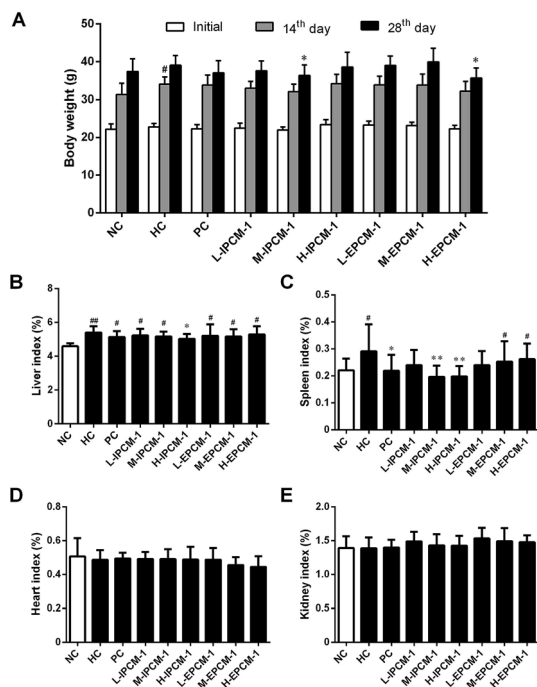 A
Initial
14th day
28th day
Body weight (g)
50
40
30
20
10
0
#
*
*
NC
HC
PC
L-IPCM-1
M-IPCM-1
H-IPCM-1
L-EPCM-1
M-EPCM-1
H-EPCM-1
B
Liver index (%)
8
6
4
2
0
##
#
#
#
*
#
#
#
NC
HC
PC
L-IPCM-1
M-IPCM-1
H-IPCM-1
L-EPCM-1
M-EPCM-1
H-EPCM-1
C
Spleen index (%)
0.5
0.4
0.3
0.2
0.1
0.0
#
*
**
**
#
#
NC
HC
PC
L-IPCM-1
M-IPCM-1
H-IPCM-1
L-EPCM-1
M-EPCM-1
H-EPCM-1
D
Heart index (%)
0.8
0.6
0.4
0.2
0.0
NC
HC
PC
L-IPCM-1
M-IPCM-1
H-IPCM-1
L-EPCM-1
M-EPCM-1
H-EPCM-1
E
Kidney index (%)
2.0
1.5
1.0
0.5
0.0
NC
HC
PC
L-IPCM-1
M-IPCM-1
H-IPCM-1
L-EPCM-1
M-EPCM-1
H-EPCM-1